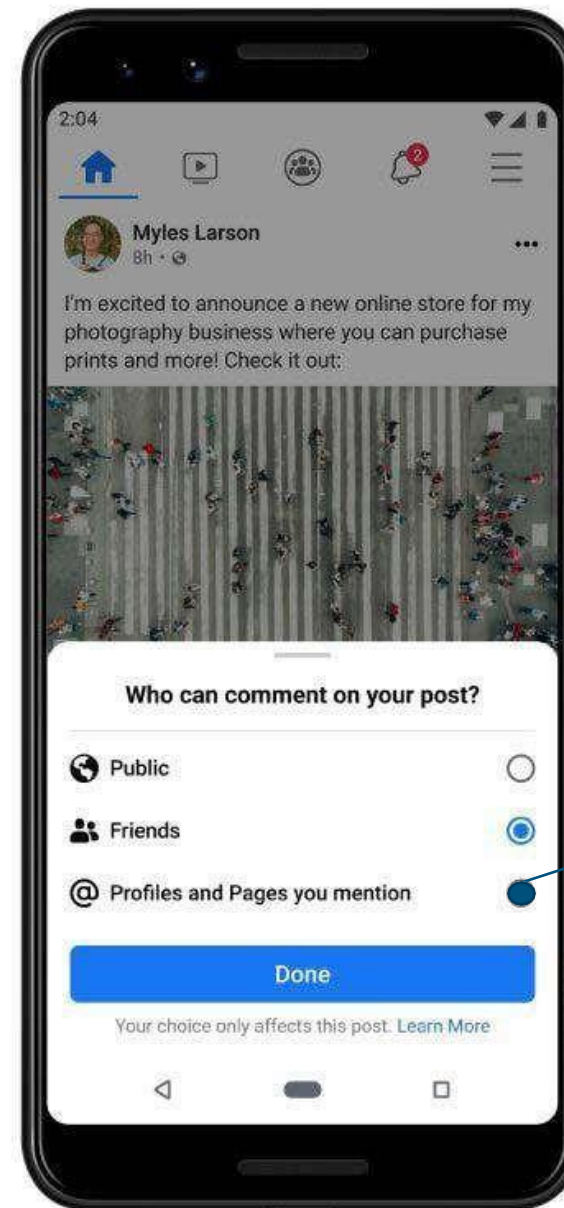 2:04
2
Myles Larson
8h •
•••
I'm excited to announce a new online store for my
photography business where you can purchase
prints and more! Check it out:
Who can comment on your post?
Public
Friends
@ Profiles and Pages you mention
Done
Your choice only affects this post. Learn More